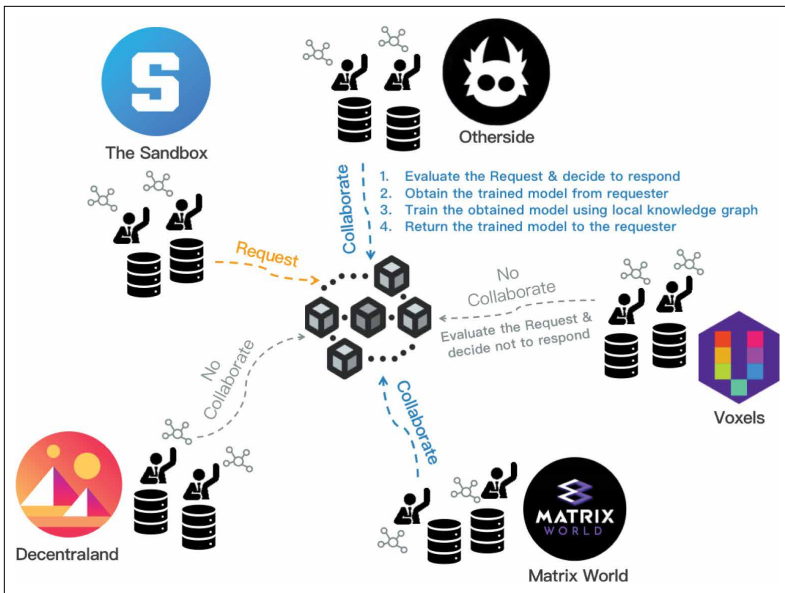 S
The Sandbox
Otherside
Collaborate
1. Evaluate the Request & decide to respond
2. Obtain the trained model from requester
3. Train the obtained model using local knowledge graph
4. Return the trained model to the requester
Request
No
Collaborate
Evaluate the Request &
decide not to respond
Voxels
No
Collaborate
Collaborate
Decentraland
MATRIX
WORLD
Matrix World